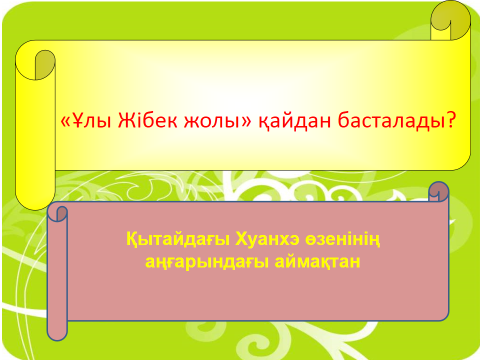 «Ұлы Жібек жолы» қайдан басталады?
Қытайдағы Хуанхэ өзенінің
аңғарындағы аймақтан